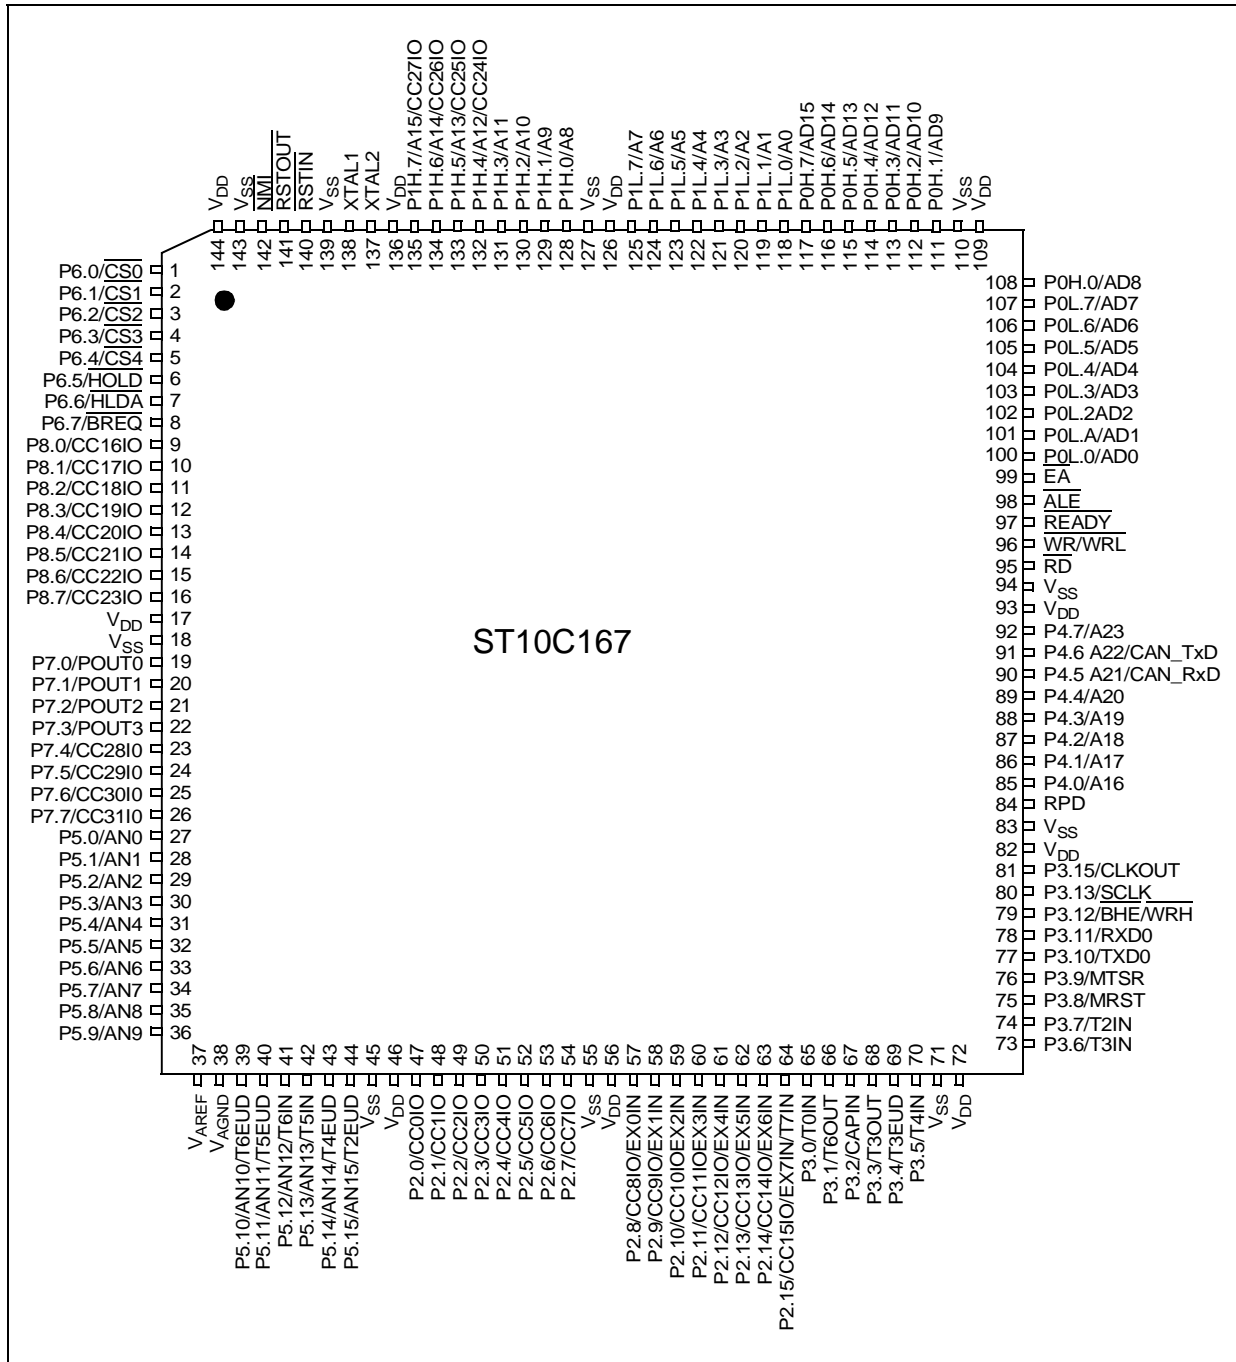 V_DD
V_SS
NMI
RSTOUT
RSTIN
V_SS
XTAL1
XTAL2
V_DD
P1H.7/A15/CC27IO
P1H.6/A14/CC26IO
P1H.5/A13/CC25IO
P1H.4/A12/CC24IO
P1H.3/A11
P1H.2/A10
P1H.1/A9
P1H.0/A8
V_SS
V_DD
P1L.7/A7
P1L.6/A6
P1L.5/A5
P1L.4/A4
P1L.3/A3
P1L.2/A2
P1L.1/A1
P1L.0/A0
P0H.7/AD15
P0H.6/AD14
P0H.5/AD13
P0H.4/AD12
P0H.3/AD11
P0H.2/AD10
P0H.1/AD9
V_SS
V_DD
144
143
142
141
140
139
138
137
136
135
134
133
132
131
130
129
128
127
126
125
124
123
122
121
120
119
118
117
116
115
114
113
112
111
110
109
P6.0/CS0 1
P6.1/CS1 2
P6.2/CS2 3
P6.3/CS3 4
P6.4/CS4 5
P6.5/HOLD 6
P6.6/HLDA 7
P6.7/BREQ 8
P8.0/CC16IO 9
P8.1/CC17IO 10
P8.2/CC18IO 11
P8.3/CC19IO 12
P8.4/CC20IO 13
P8.5/CC21IO 14
P8.6/CC22IO 15
P8.7/CC23IO 16
V_DD 17
V_SS 18
P7.0/POUT0 19
P7.1/POUT1 20
P7.2/POUT2 21
P7.3/POUT3 22
P7.4/CC28I0 23
P7.5/CC29I0 24
P7.6/CC30I0 25
P7.7/CC31I0 26
P5.0/AN0 27
P5.1/AN1 28
P5.2/AN2 29
P5.3/AN3 30
P5.4/AN4 31
P5.5/AN5 32
P5.6/AN6 33
P5.7/AN7 34
P5.8/AN8 35
P5.9/AN9 36
ST10C167
108 P0H.0/AD8
107 P0L.7/AD7
106 P0L.6/AD6
105 P0L.5/AD5
104 P0L.4/AD4
103 P0L.3/AD3
102 P0L.2AD2
101 P0L.A/AD1
100 P0L.0/AD0
99 EA
98 ALE
97 READY
96 WR/WRL
95 RD
94 V_SS
93 V_DD
92 P4.7/A23
91 P4.6 A22/CAN_TxD
90 P4.5 A21/CAN_RxD
89 P4.4/A20
88 P4.3/A19
87 P4.2/A18
86 P4.1/A17
85 P4.0/A16
84 RPD
83 V_SS
82 V_DD
81 P3.15/CLKOUT
80 P3.13/SCLK
79 P3.12/BHE/WRH
78 P3.11/RXD0
77 P3.10/TXD0
76 P3.9/MTSR
75 P3.8/MRST
74 P3.7/T2IN
73 P3.6/T3IN
37
38
39
40
41
42
43
44
45
46
47
48
49
50
51
52
53
54
55
56
57
58
59
60
61
62
63
64
65
66
67
68
69
70
71
72
V_AREF
V_AGND
P5.10/AN10/T6EUD
P5.11/AN11/T5EUD
P5.12/AN12/T6IN
P5.13/AN13/T5IN
P5.14/AN14/T4EUD
P5.15/AN15/T2EUD
V_SS
V_DD
P2.0/CC0IO
P2.1/CC1IO
P2.2/CC2IO
P2.3/CC3IO
P2.4/CC4IO
P2.5/CC5IO
P2.6/CC6IO
P2.7/CC7IO
V_SS
V_DD
P2.8/CC8IO/EX0IN
P2.9/CC9IO/EX1IN
P2.10/CC10IOEX2IN
P2.11/CC11IOEX3IN
P2.12/CC12IO/EX4IN
P2.13/CC13IO/EX5IN
P2.14/CC14IO/EX6IN
P2.15/CC15IO/EX7IN/T7IN
P3.0/T0IN
P3.1/T6OUT
P3.2/CAPIN
P3.3/T3OUT
P3.4/T3EUD
P3.5/T4IN
V_SS
V_DD